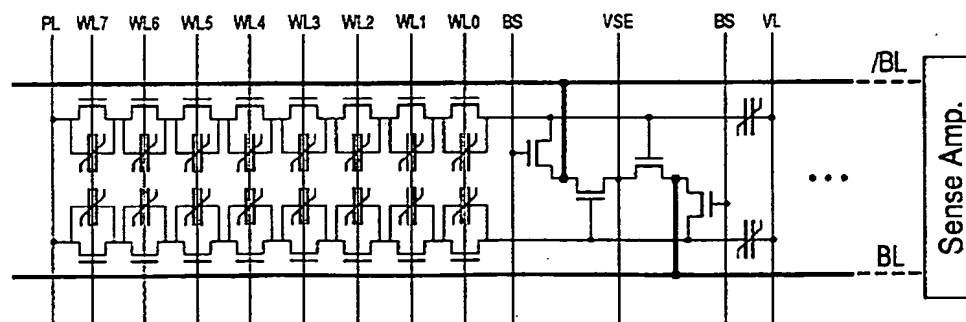 PL WL7 WL6 WL5 WL4 WL3 WL2 WL1 WL0 BS VSE BS VL
/BL
BL
Sense Amp.